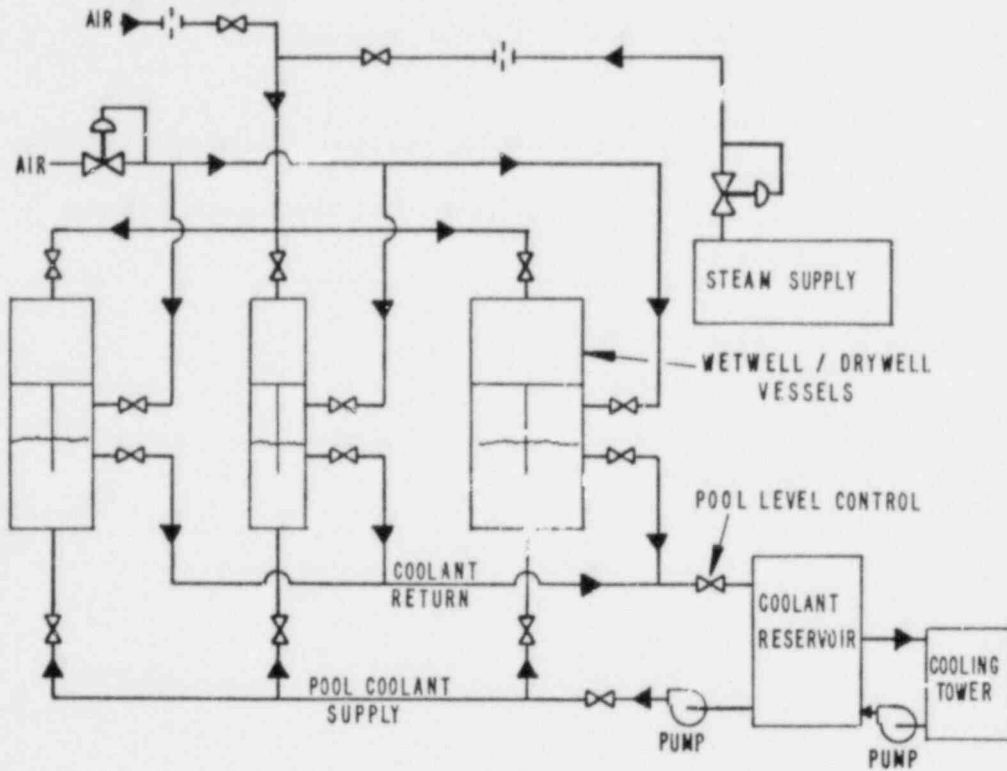 AIR
AIR
STEAM SUPPLY
WETWELL / DRYWELL
VESSELS
POOL LEVEL CONTROL
COOLANT
RETURN
COOLANT
RESERVOIR
COOLING
TOWER
POOL COOLANT
SUPPLY
PUMP
PUMP